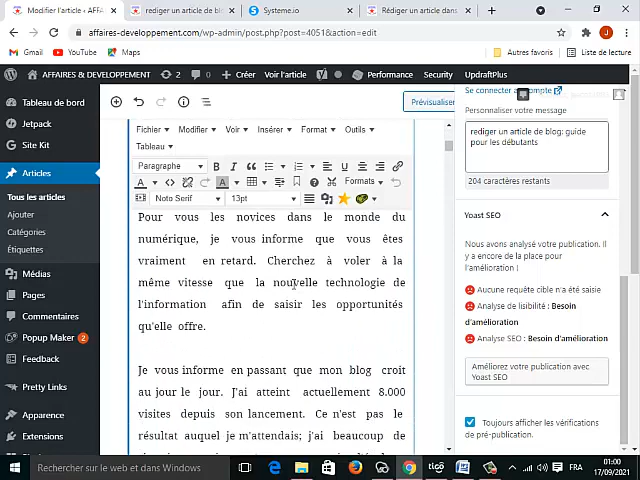 Modifier l'article « AFFA
rediger un article de bl
Systeme.io
Rédiger un article dans
affaires-developpement.com/wp-admin/post.php?post=4051&action=edit
Gmail YouTube Maps Autres favoris Liste de lecture
AFFAIRES & DEVELOPPEMENT 2 0 Créer Voir l'article Performance Security UpdraftPlus
Tableau de bord
Jetpack
Site Kit
Articles
Tous les articles
Ajouter
Catégories
Étiquettes
Médias
Pages
Commentaires
Popup Maker 2
Feedback
Pretty Links
Apparence
Extensions
Prévisualiser
Fichier Modifier Voir Insérer Format Outils
Tableau
Paragraphe
Formats
Noto Serif 13pt
Pour vous les novices dans le monde du
numérique, je vous informe que vous êtes
vraiment en retard. Cherchez à voler à la
même vitesse que la nouvelle technologie de
l'information afin de saisir les opportunités
qu'elle offre.
Je vous informe en passant que mon blog croit
au jour le jour. J'ai atteint actuellement 8.000
visites depuis son lancement. Ce n'est pas le
résultat auquel je m'attendais; j'ai beaucoup de
Se connecter
Personnaliser votre message
rediger un article de blog: guide
pour les débutants
204 caractères restants
Yoast SEO
Nous avons analysé votre publication. Il
y a encore de la place pour
l'amélioration !
Aucune requête cible n'a été saisie
Analyse de lisibilité : Besoin
d'amélioration
Analyse SEO : Besoin d'amélioration
Améliorez votre publication avec
Yoast SEO
Toujours afficher les vérifications
de pré-publication.
Rechercher sur le web et dans Windows
tigo
FRA
01:00
17/09/2021